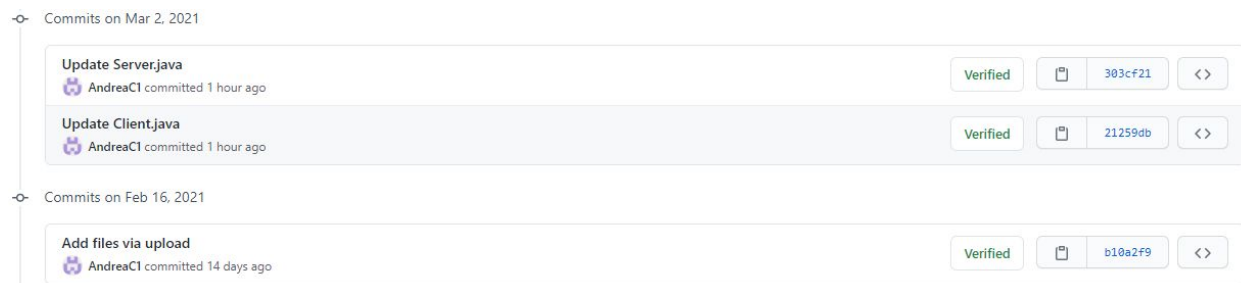 Commits on Mar 2, 2021
Update Server.java
Verified
303cf21
AndreaC1 committed 1 hour ago
Update Client.java
Verified
21259db
AndreaC1 committed 1 hour ago
Commits on Feb 16, 2021
Add files via upload
Verified
b10a2f9
AndreaC1 committed 14 days ago